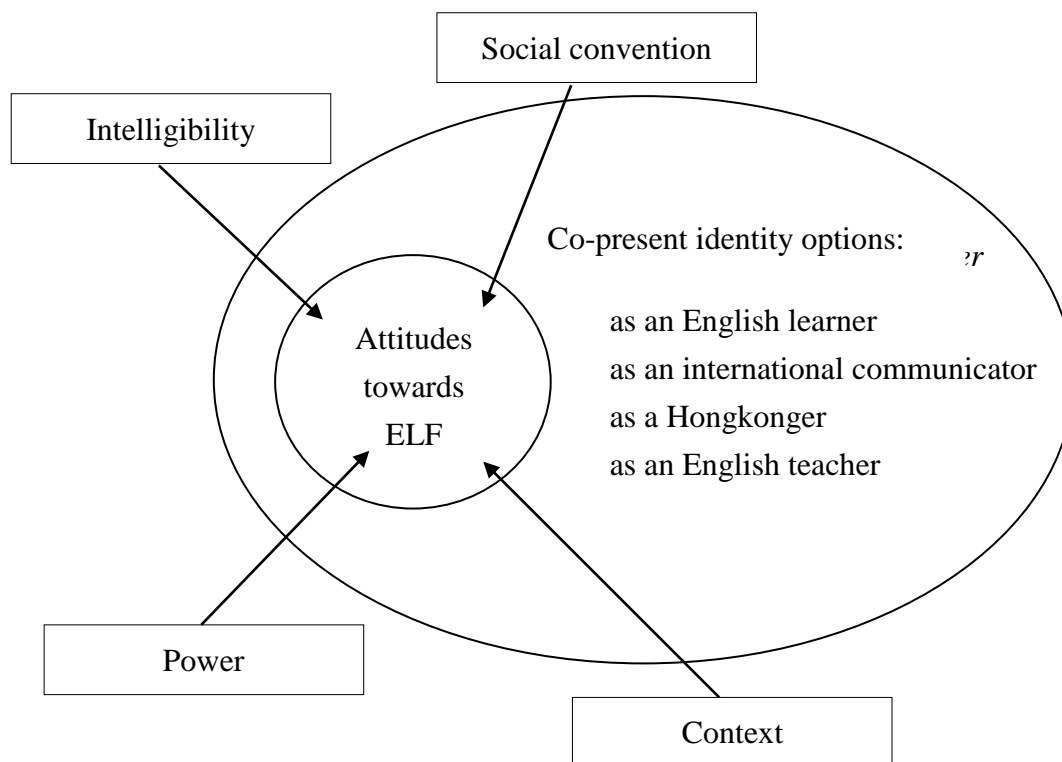 Social convention
Intelligibility
Co-present identity options:
as an English learner
as an international communicator
as a Hongkonger
as an English teacher
Attitudes
towards
ELF
Power
Context